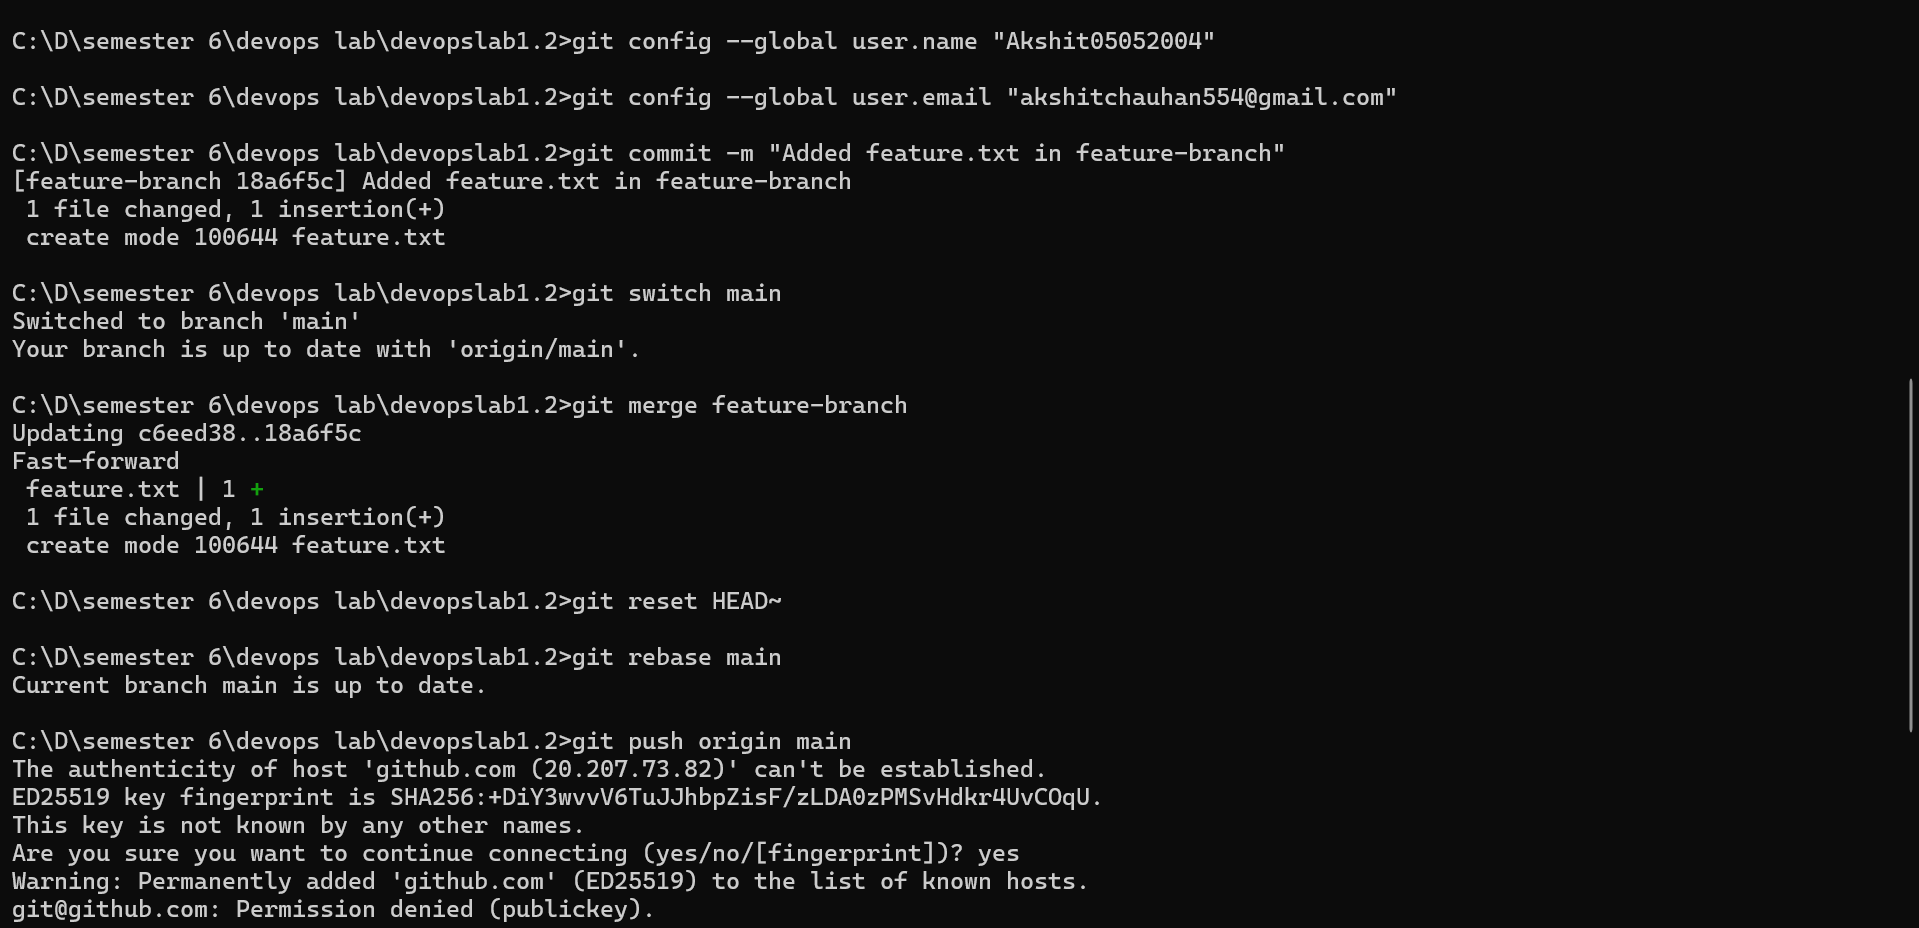 C:\D\semester 6\devops lab\devopslab1.2>git config --global user.name "Akshit05052004"
C:\D\semester 6\devops lab\devopslab1.2>git config --global user.email "akshitchauhan554@gmail.com"
C:\D\semester 6\devops lab\devopslab1.2>git commit -m "Added feature.txt in feature-branch"
[feature-branch 18a6f5c] Added feature.txt in feature-branch
 1 file changed, 1 insertion(+)
 create mode 100644 feature.txt
C:\D\semester 6\devops lab\devopslab1.2>git switch main
Switched to branch 'main'
Your branch is up to date with 'origin/main'.
C:\D\semester 6\devops lab\devopslab1.2>git merge feature-branch
Updating c6eed38..18a6f5c
Fast-forward
 feature.txt | 1 +
 1 file changed, 1 insertion(+)
 create mode 100644 feature.txt
C:\D\semester 6\devops lab\devopslab1.2>git reset HEAD~
C:\D\semester 6\devops lab\devopslab1.2>git rebase main
Current branch main is up to date.
C:\D\semester 6\devops lab\devopslab1.2>git push origin main
The authenticity of host 'github.com (20.207.73.82)' can't be established.
ED25519 key fingerprint is SHA256:+DiY3wvvV6TuJJhbpZisF/zLDA0zPMSvHdkr4UvCOqU.
This key is not known by any other names.
Are you sure you want to continue connecting (yes/no/[fingerprint])? yes
Warning: Permanently added 'github.com' (ED25519) to the list of known hosts.
git@github.com: Permission denied (publickey).